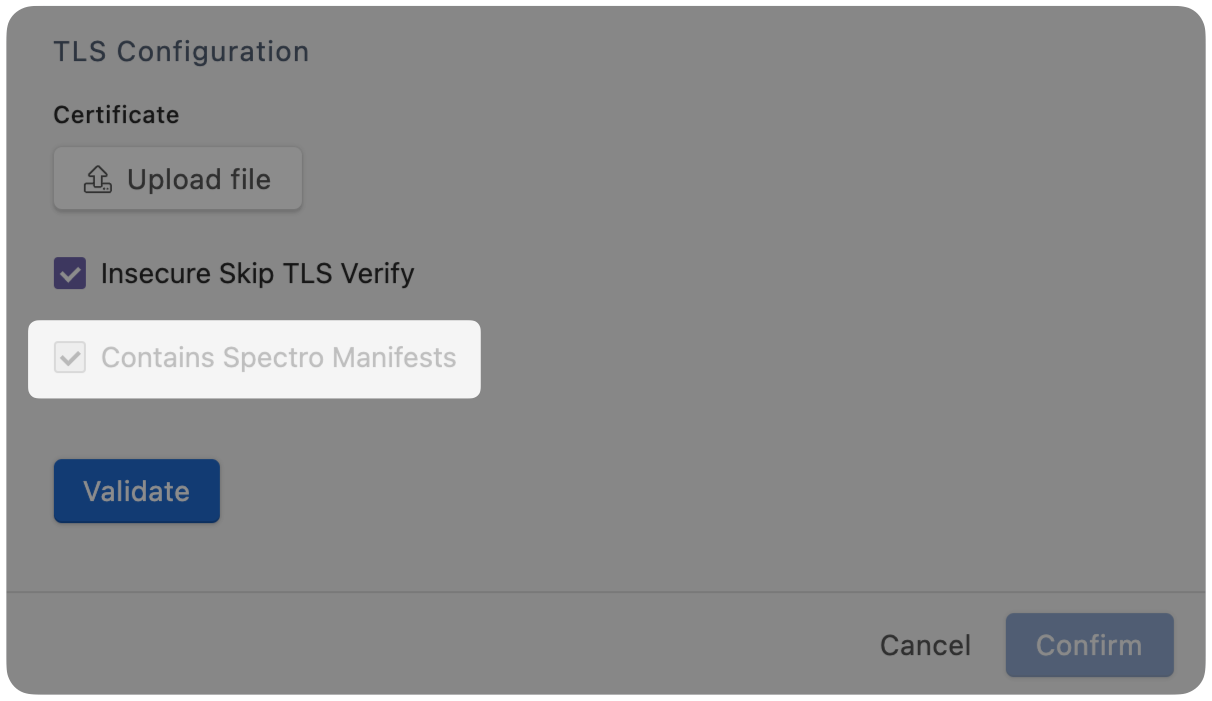 TLS Configuration
Certificate
Upload file
Insecure Skip TLS Verify
Contains Spectro Manifests
Validate
Cancel
Confirm